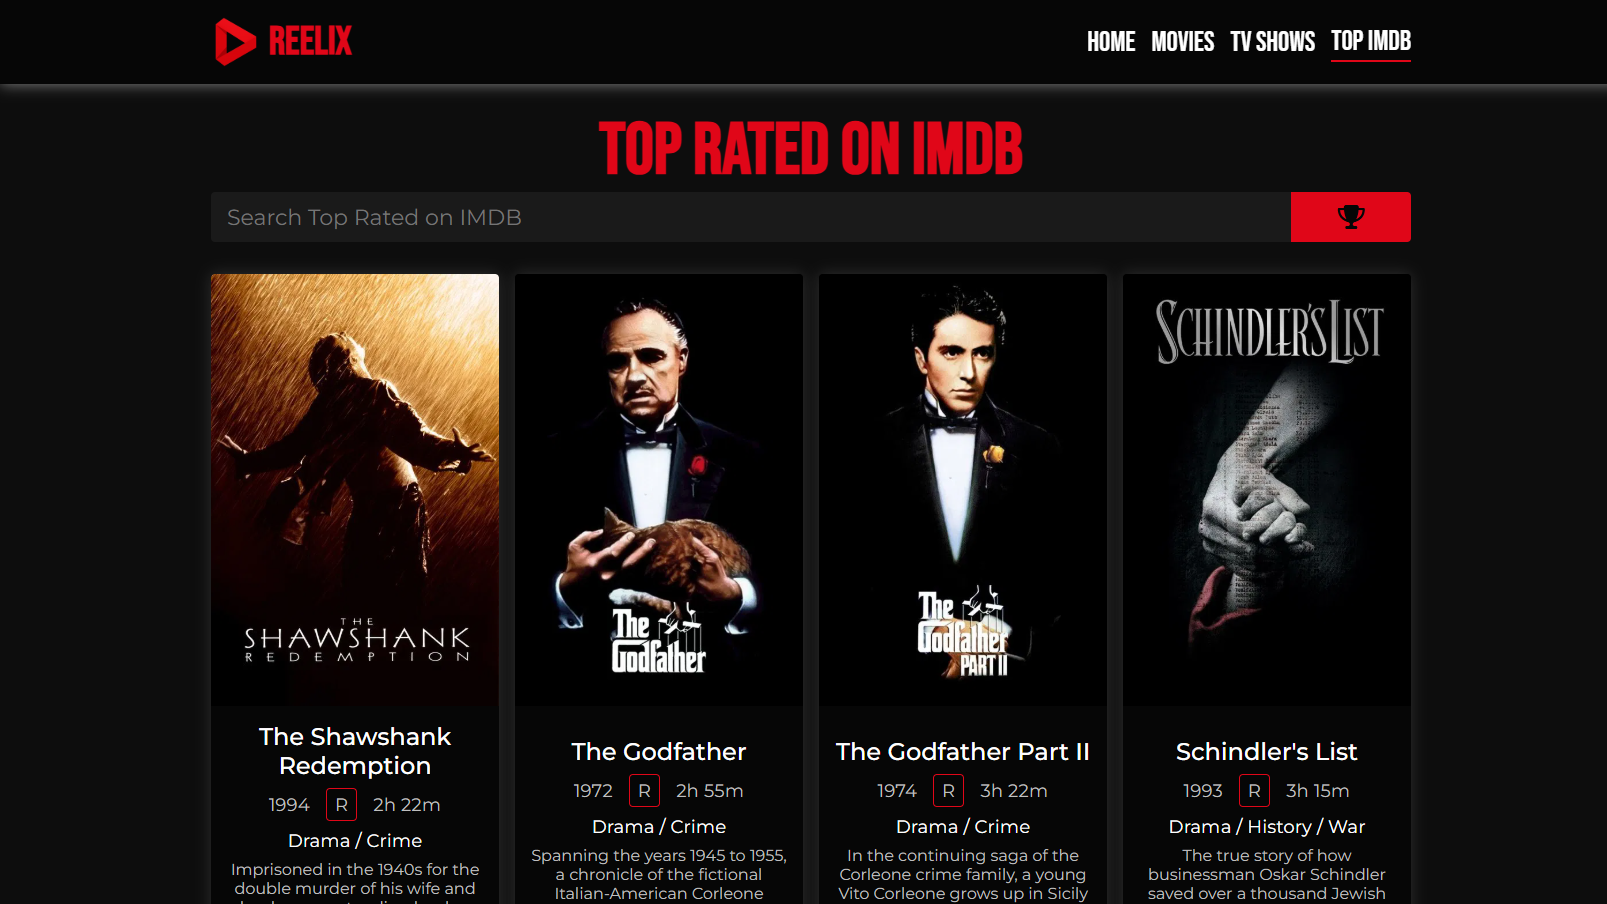 REELIX
HOME MOVIES TV SHOWS TOP IMDB
TOP RATED ON IMDB
Search Top Rated on IMDB
THE
SHAWSHANK
REDEMPTION
The
Godfather
The
Godfather
PART II
SCHINDLER'S LIST
The Shawshank
Redemption
1994 R 2h 22m
Drama / Crime
Imprisoned in the 1940s for the
double murder of his wife and
The Godfather
1972 R 2h 55m
Drama / Crime
Spanning the years 1945 to 1955,
a chronicle of the fictional
Italian-American Corleone
The Godfather Part II
1974 R 3h 22m
Drama / Crime
In the continuing saga of the
Corleone crime family, a young
Vito Corleone grows up in Sicily
Schindler's List
1993 R 3h 15m
Drama / History / War
The true story of how
businessman Oskar Schindler
saved over a thousand Jewish